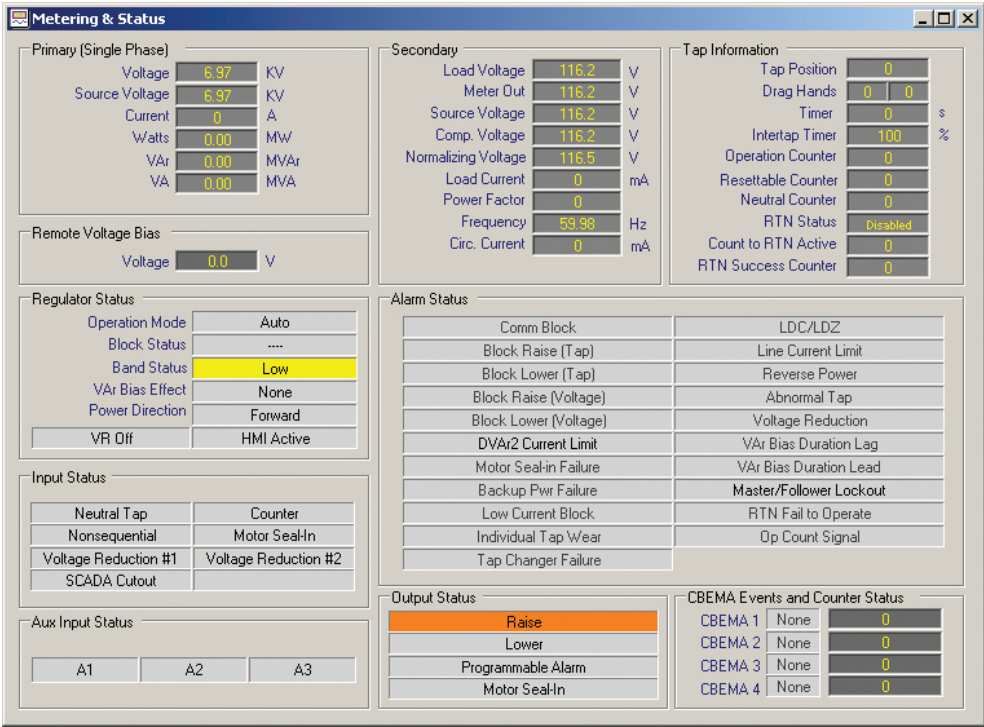 Metering & Status
Primary (Single Phase)
Voltage 6.97 KV
Source Voltage 6.97 KV
Current 0 A
Watts 0.00 MW
VAr 0.00 MVAr
VA 0.00 MVA
Remote Voltage Bias
Voltage 0.0 V
Secondary
Load Voltage 116.2 V
Meter Out 116.2 V
Source Voltage 116.2 V
Comp. Voltage 116.2 V
Normalizing Voltage 116.5 V
Load Current 0 mA
Power Factor 0
Frequency 59.98 Hz
Circ. Current 0 mA
Tap Information
Tap Position 0
Drag Hands 0 0
Timer 0 s
Intertap Timer 100 %
Operation Counter 0
Resettable Counter 0
Neutral Counter 0
RTN Status Disabled
Count to RTN Active 0
RTN Success Counter 0
Regulator Status
Operation Mode Auto
Block Status ----
Band Status Low
VAr Bias Effect None
Power Direction Forward
VR Off HMI Active
Input Status
Neutral Tap Counter
Nonsequential Motor Seal-In
Voltage Reduction #1 Voltage Reduction #2
SCADA Cutout
Aux Input Status
A1 A2 A3
Alarm Status
Comm Block LDC/LDZ
Block Raise (Tap) Line Current Limit
Block Lower (Tap) Reverse Power
Block Raise (Voltage) Abnormal Tap
Block Lower (Voltage) Voltage Reduction
DVAr2 Current Limit VAr Bias Duration Lag
Motor Seal-in Failure VAr Bias Duration Lead
Backup Pwr Failure Master/Follower Lockout
Low Current Block RTN Fail to Operate
Individual Tap Wear Op Count Signal
Tap Changer Failure
Output Status
Raise
Lower
Programmable Alarm
Motor Seal-In
CBEMA Events and Counter Status
CBEMA 1 None 0
CBEMA 2 None 0
CBEMA 3 None 0
CBEMA 4 None 0